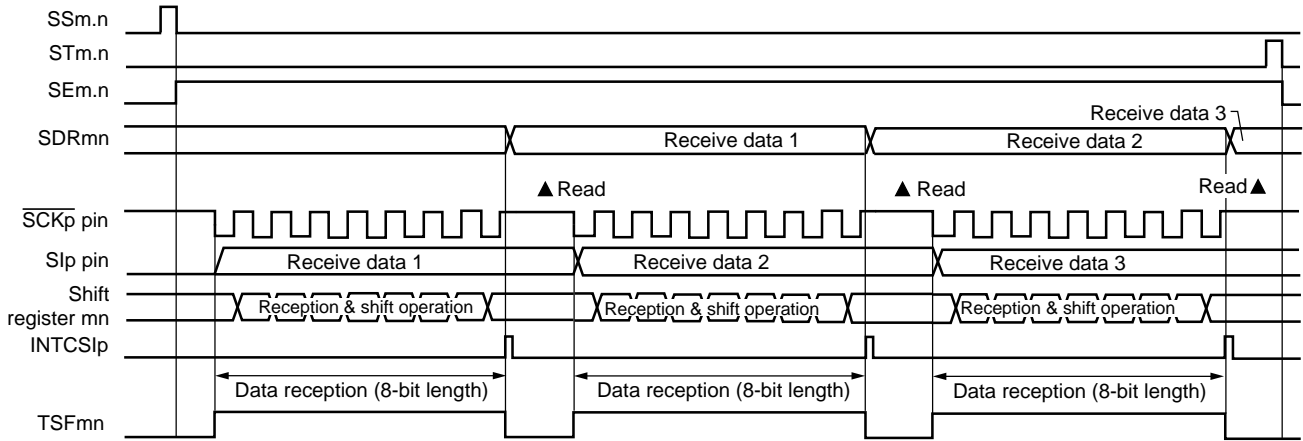 SSm.n
STm.n
SEm.n
Receive data 3
SDRmn
Receive data 1
Receive data 2
▲ Read
▲ Read
Read ▲
SCKp pin
SIp pin
Receive data 1
Receive data 2
Receive data 3
Shift
register mn
Reception & shift operation
Reception & shift operation
Reception & shift operation
INTCSIp
Data reception (8-bit length)
Data reception (8-bit length)
Data reception (8-bit length)
TSFmn